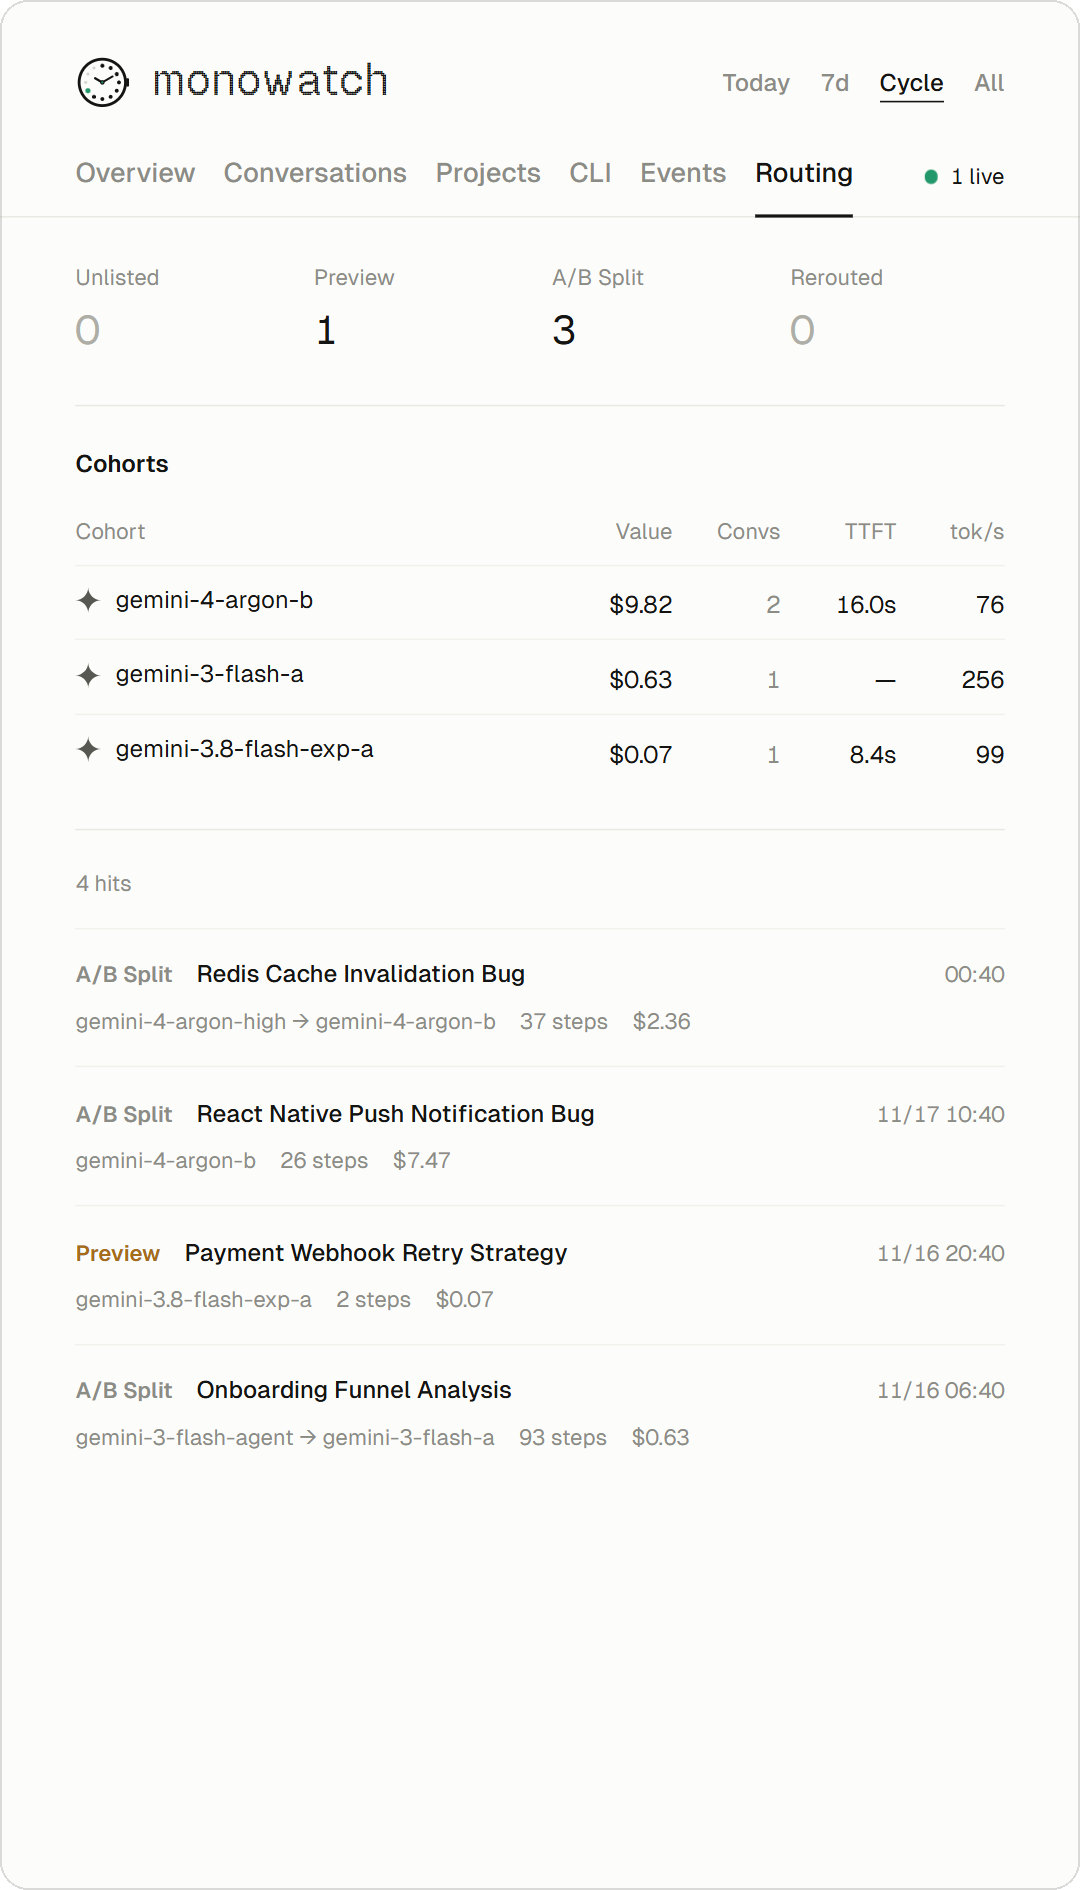 monowatch
Today 7d Cycle All
Overview Conversations Projects CLI Events Routing 1 live
Unlisted Preview A/B Split Rerouted
0 1 3 0
Cohorts
Cohort Value Convs TTFT tok/s
gemini-4-argon-b $9.82 2 16.0s 76
gemini-3-flash-a $0.63 1 — 256
gemini-3.8-flash-exp-a $0.07 1 8.4s 99
4 hits
A/B Split Redis Cache Invalidation Bug 00:40
gemini-4-argon-high → gemini-4-argon-b 37 steps $2.36
A/B Split React Native Push Notification Bug 11/17 10:40
gemini-4-argon-b 26 steps $7.47
Preview Payment Webhook Retry Strategy 11/16 20:40
gemini-3.8-flash-exp-a 2 steps $0.07
A/B Split Onboarding Funnel Analysis 11/16 06:40
gemini-3-flash-agent → gemini-3-flash-a 93 steps $0.63